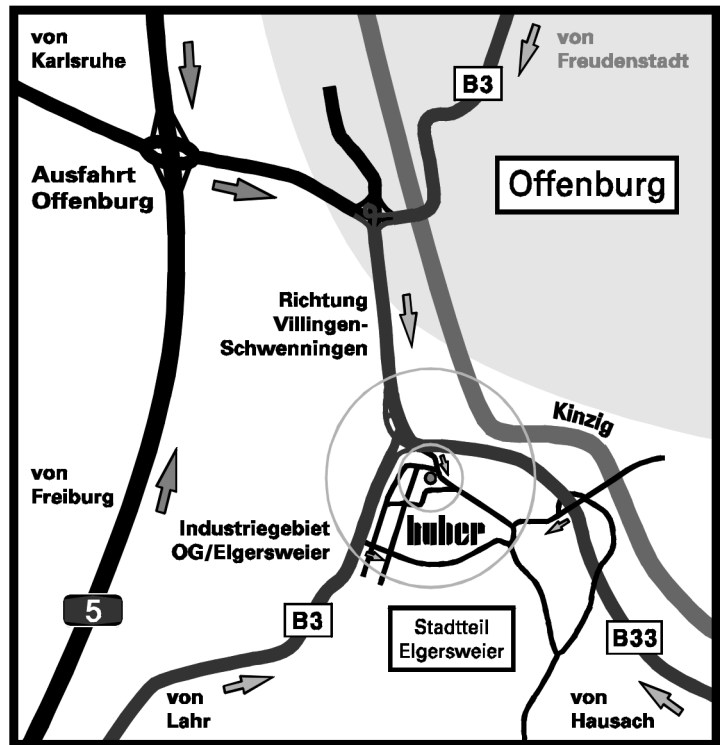 von
Karlsruhe
von
Freudenstadt
B3
Offenburg
Ausfahrt
Offenburg
Richtung
Villingen-
Schwenningen
Kinzig
von
Freiburg
Industriegebiet
OG/Elgersweier
huber
5
B3
Stadtteil
Elgersweier
B33
von
Lahr
von
Hausach